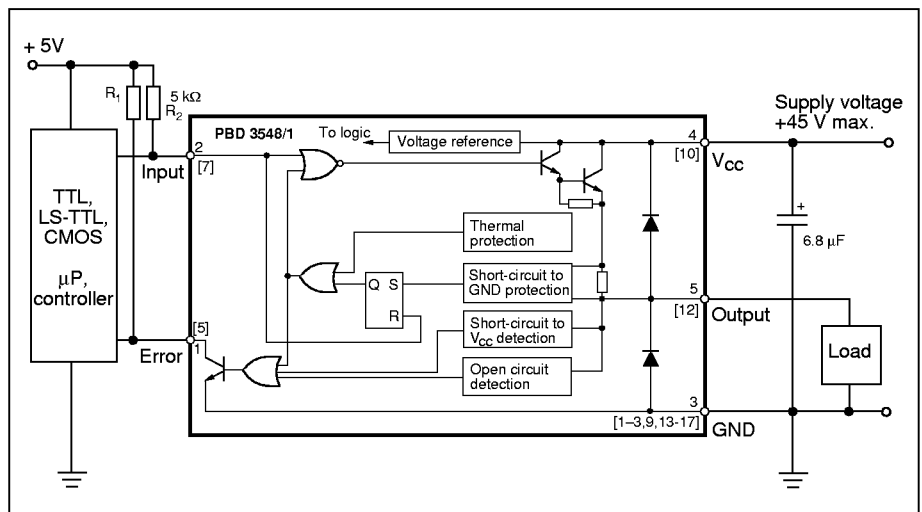 + 5V
R1
5 kΩ
R2
PBD 3548/1
To logic
Voltage reference
Supply voltage
+45 V max.
2
[7]
Input
4
[10]
VCC
TTL,
LS-TTL,
CMOS
µP,
controller
Thermal
protection
+
6.8 µF
Q S
R
Short-circuit to
GND protection
5
[12]
Output
Short-circuit to
VCC detection
Open circuit
detection
Load
[5]
1
Error
3
[1–3,9,13-17]
GND